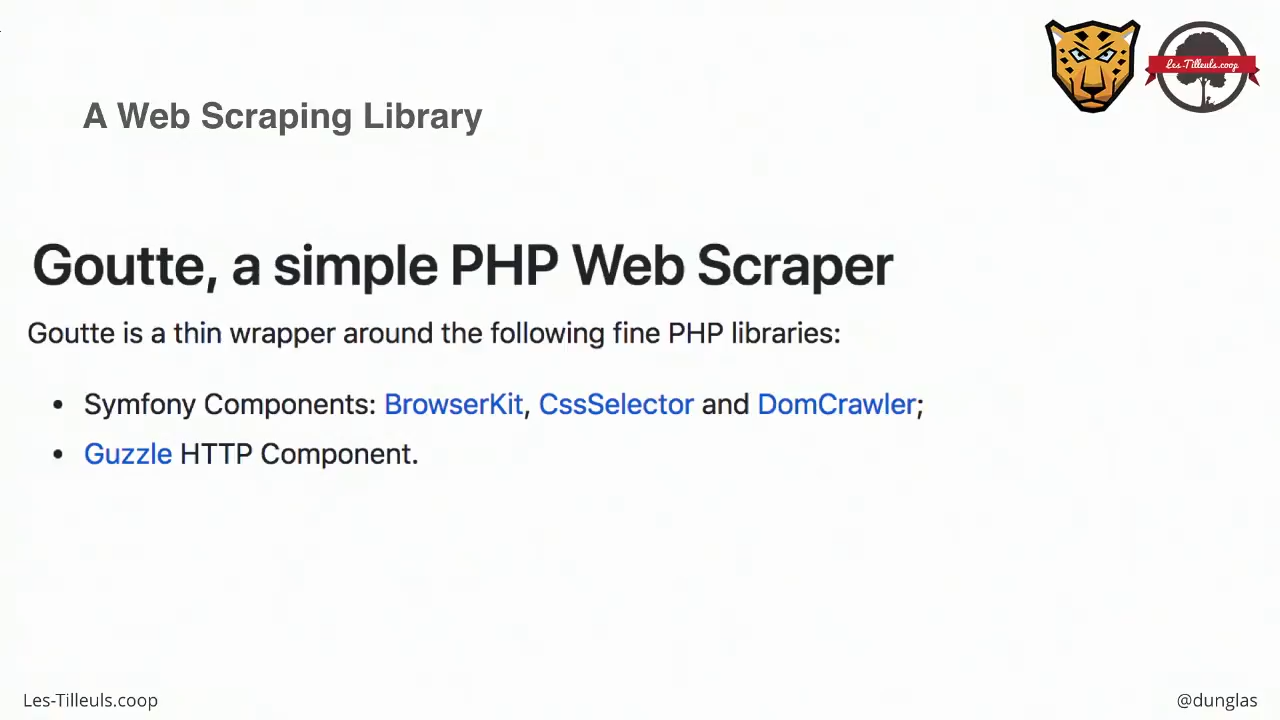 Les-Tilleuls.coop
A Web Scraping Library
Goutte, a simple PHP Web Scraper
Goutte is a thin wrapper around the following fine PHP libraries:
• Symfony Components: BrowserKit, CssSelector and DomCrawler;
• Guzzle HTTP Component.
Les-Tilleuls.coop
@dunglas